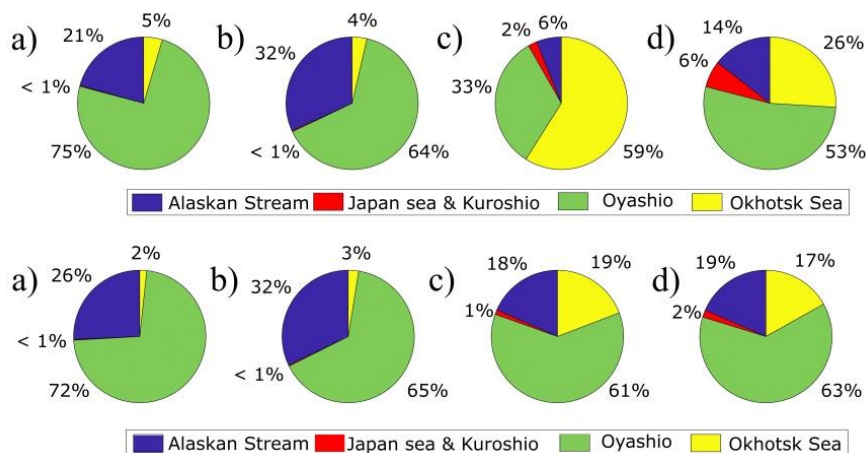 a) 21% 5% < 1% 75%
b) 32% 4% < 1% 64%
c) 2% 6% 33% 59%
d) 14% 26% 6% 53%
Alaskan Stream Japan sea & Kuroshio Oyashio Okhotsk Sea
a) 26% 2% < 1% 72%
b) 32% 3% < 1% 65%
c) 18% 19% 1% 61%
d) 19% 17% 2% 63%
Alaskan Stream Japan sea & Kuroshio Oyashio Okhotsk Sea